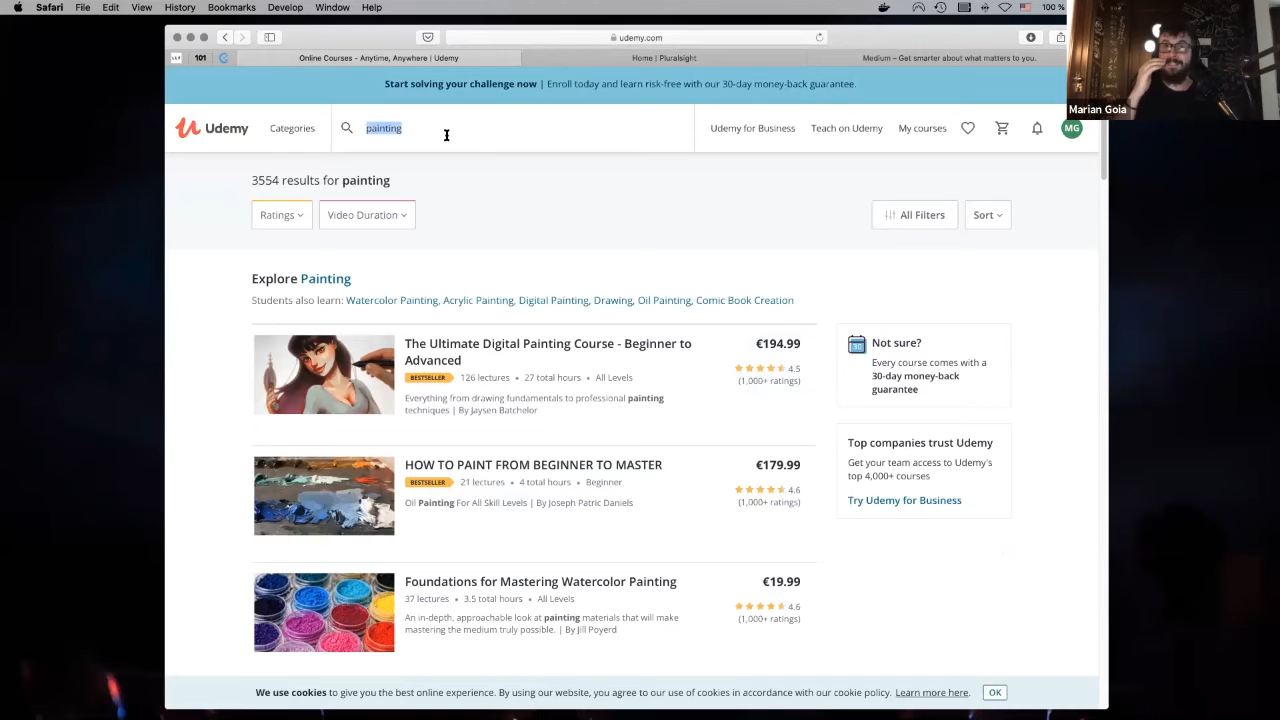 Safari File Edit View History Bookmarks Develop Window Help 100 %
udemy.com
101 Online Courses - Anytime, Anywhere | Udemy Home | Pluralsight Medium – Get smarter about what matters to you.
Start solving your challenge now | Enroll today and learn risk-free with our 30-day money-back guarantee.
Marian Goia
Udemy Categories painting Udemy for Business Teach on Udemy My courses MG
3554 results for painting
Ratings Video Duration All Filters Sort
Explore Painting
Students also learn: Watercolor Painting, Acrylic Painting, Digital Painting, Drawing, Oil Painting, Comic Book Creation
The Ultimate Digital Painting Course - Beginner to
Advanced
€194.99
4.5
(1,000+ ratings)
BESTSELLER 126 lectures • 27 total hours • All Levels
Everything from drawing fundamentals to professional painting
techniques | By Jaysen Batchelor
Not sure?
Every course comes with a
30-day money-back
guarantee
HOW TO PAINT FROM BEGINNER TO MASTER
€179.99
4.6
(1,000+ ratings)
BESTSELLER 21 lectures • 4 total hours • Beginner
Oil Painting For All Skill Levels | By Joseph Patric Daniels
Top companies trust Udemy
Get your team access to Udemy's
top 4,000+ courses
Try Udemy for Business
Foundations for Mastering Watercolor Painting
€19.99
4.6
(1,000+ ratings)
37 lectures • 3.5 total hours • All Levels
An in-depth, approachable look at painting materials that will make
mastering the medium truly possible. | By Jill Poyerd
We use cookies to give you the best online experience. By using our website, you agree to our use of cookies in accordance with our cookie policy. Learn more here. OK